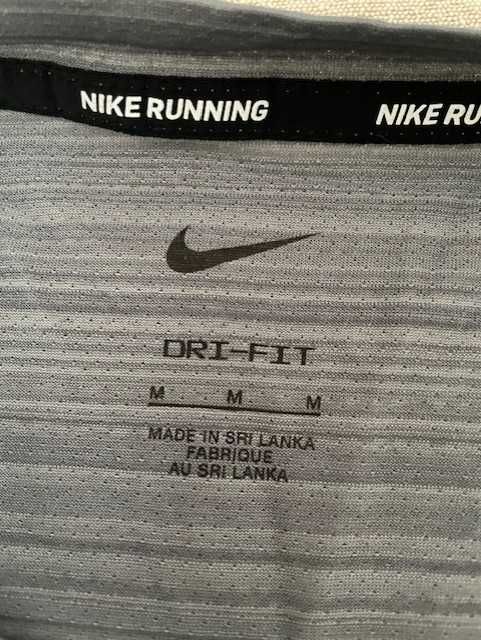 NIKE RUNNING NIKE RU
DRI-FIT
M M M
MADE IN SRI LANKA
FABRIQUE
AU SRI LANKA